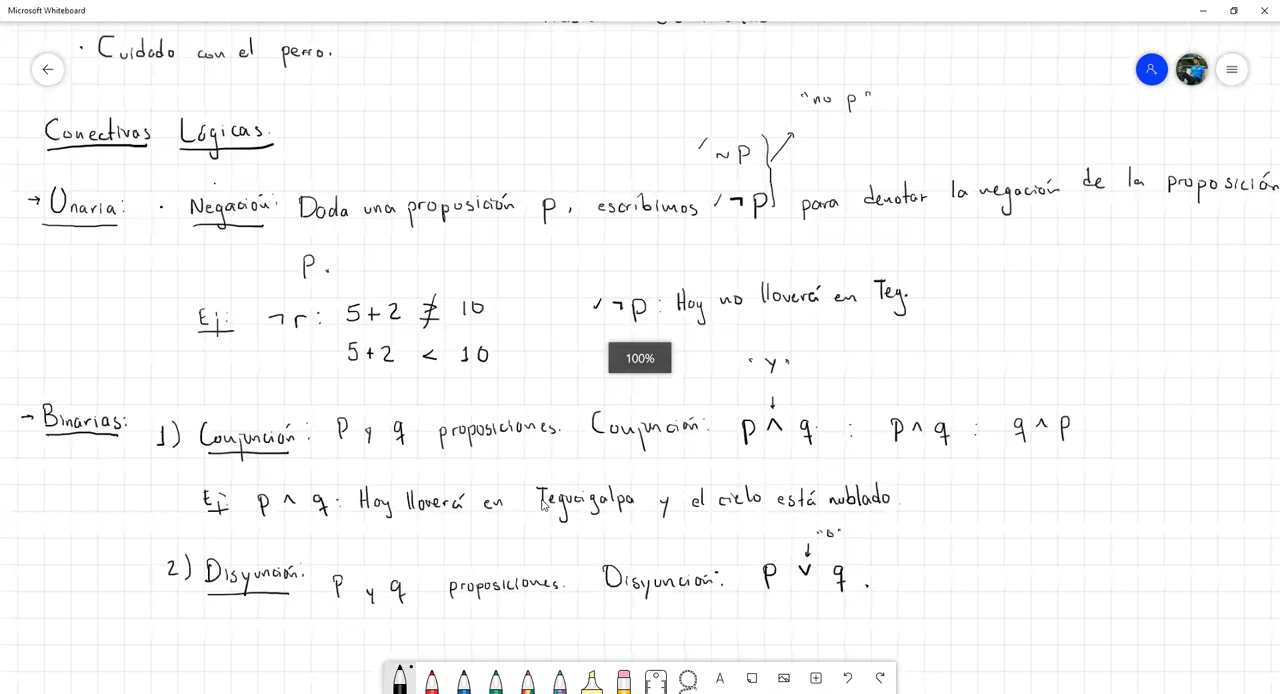 Microsoft Whiteboard
· Cuidado con el perro.
"no p"
Conectivas Lógicas.
~p
→ Unaria: · Negación: Dada una proposición p, escribimos ¬p para denotar la negación de la proposición
p.
Ej: ¬r: 5+2 ≱ 10 ¬p: Hoy no lloverá en Teg.
5+2 < 10
100%
"y"
↓
→ Binarias: 1) Conjunción: p y q proposiciones. Conjunción: p ∧ q : p ∧ q : q ∧ p
Ej: p ∧ q: Hoy lloverá en Tegucigalpa y el cielo está nublado.
"o"
↓
2) Disyunción: p y q proposiciones. Disyunción: p ∨ q.
A